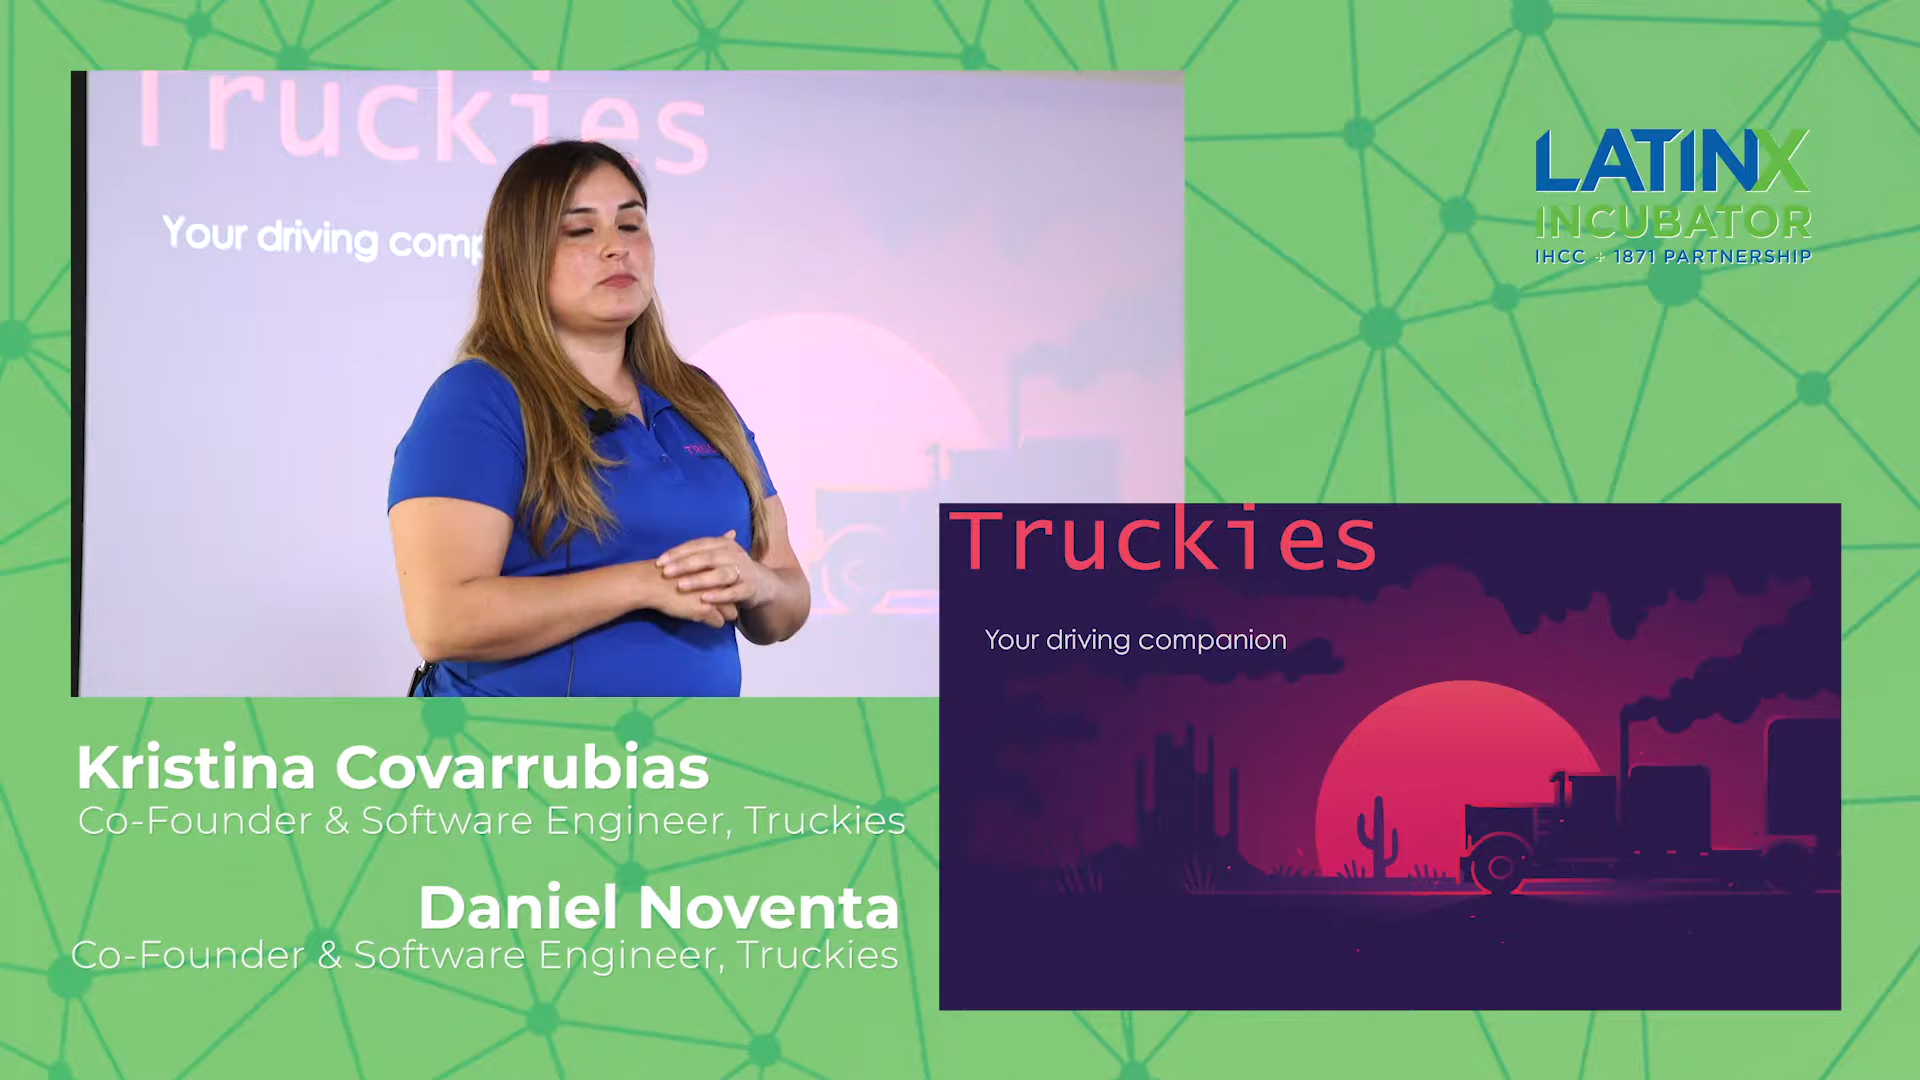 Truckies
Your driving comp
TRUC
LATINX
INCUBATOR
IHCC + 1871 PARTNERSHIP
Truckies
Your driving companion
Kristina Covarrubias
Co-Founder & Software Engineer, Truckies
Daniel Noventa
Co-Founder & Software Engineer, Truckies